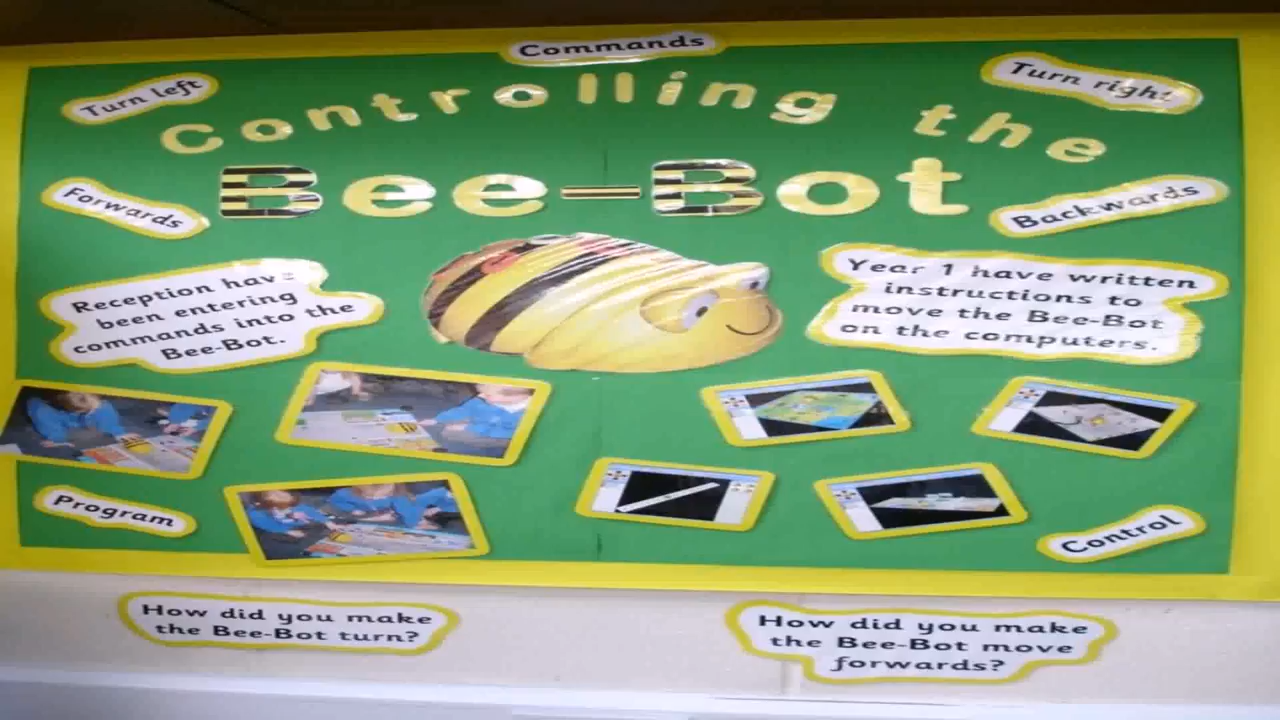 Commands
Turn left
Turn right
Controlling the
Bee-Bot
Forwards
Backwards
Reception have
been entering
commands into the
Bee-Bot.
Year 1 have written
instructions to
move the Bee-Bot
on the computers.
Program
Control
How did you make
the Bee-Bot turn?
How did you make
the Bee-Bot move
forwards?